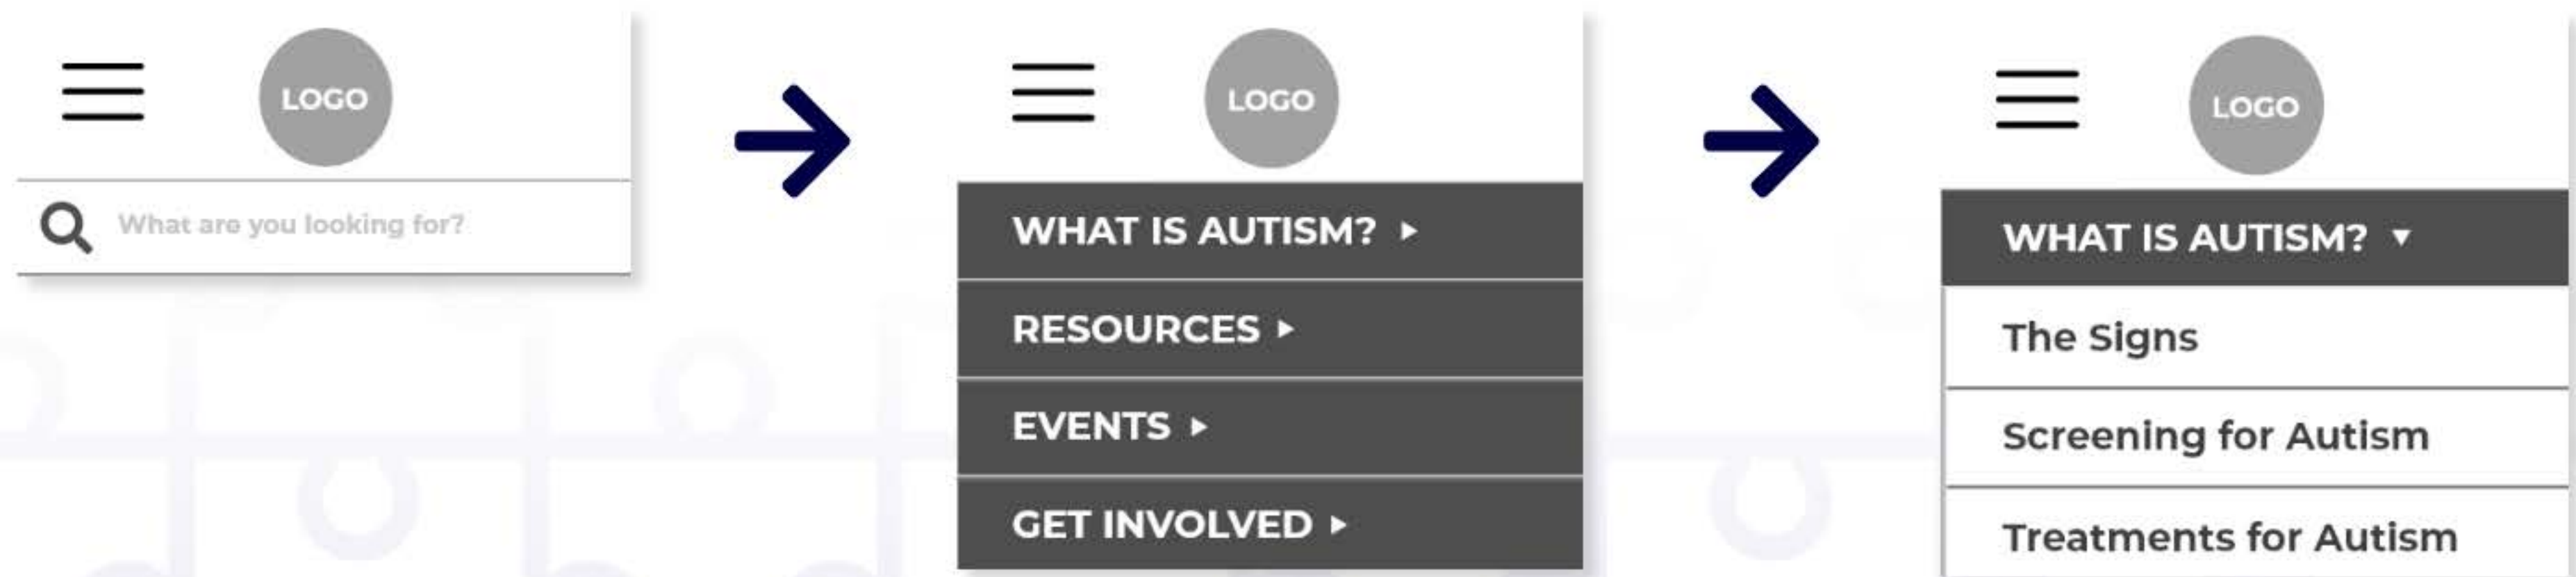 LOGO
What are you looking for?
LOGO
WHAT IS AUTISM?
RESOURCES
EVENTS
GET INVOLVED
LOGO
WHAT IS AUTISM?
The Signs
Screening for Autism
Treatments for Autism